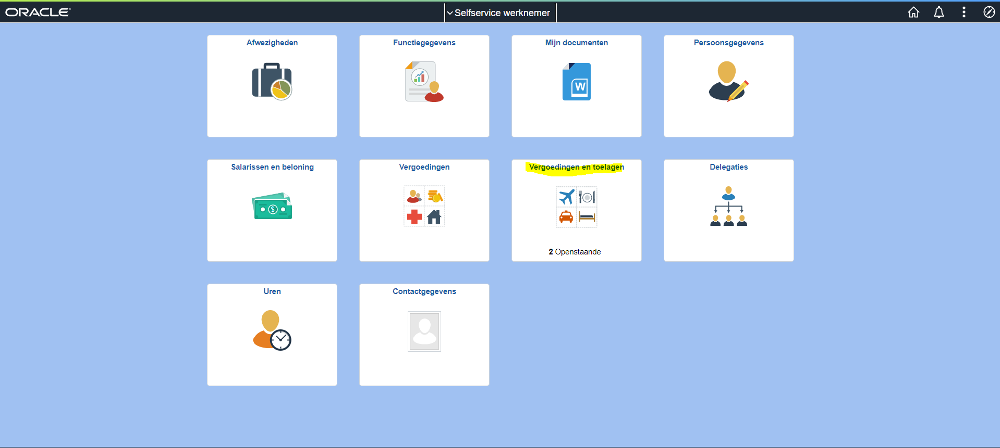 ORACLE
Selfservice werknemer
Afwezigheden
Functiegegevens
Mijn documenten
Persoonsgegevens
W
Salarissen en beloning
Vergoedingen
Vergoedingen en toelagen
Delegaties
$
2 Openstaande
Uren
Contactgegevens